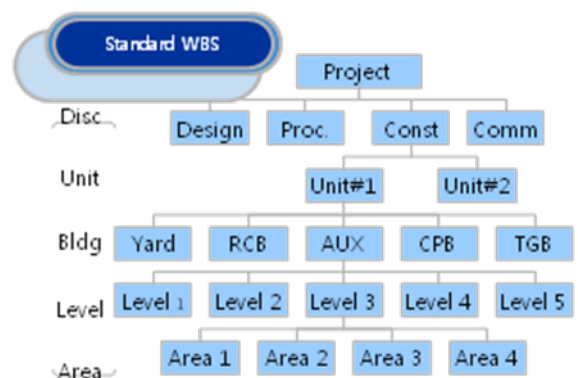 Standard WBS
Project
Disc
Design Proc. Const Comm
Unit
Unit#1 Unit#2
Bldg
Yard RCB AUX CPB TGB
Level
Level 1 Level 2 Level 3 Level 4 Level 5
Area 1 Area 2 Area 3 Area 4
Area